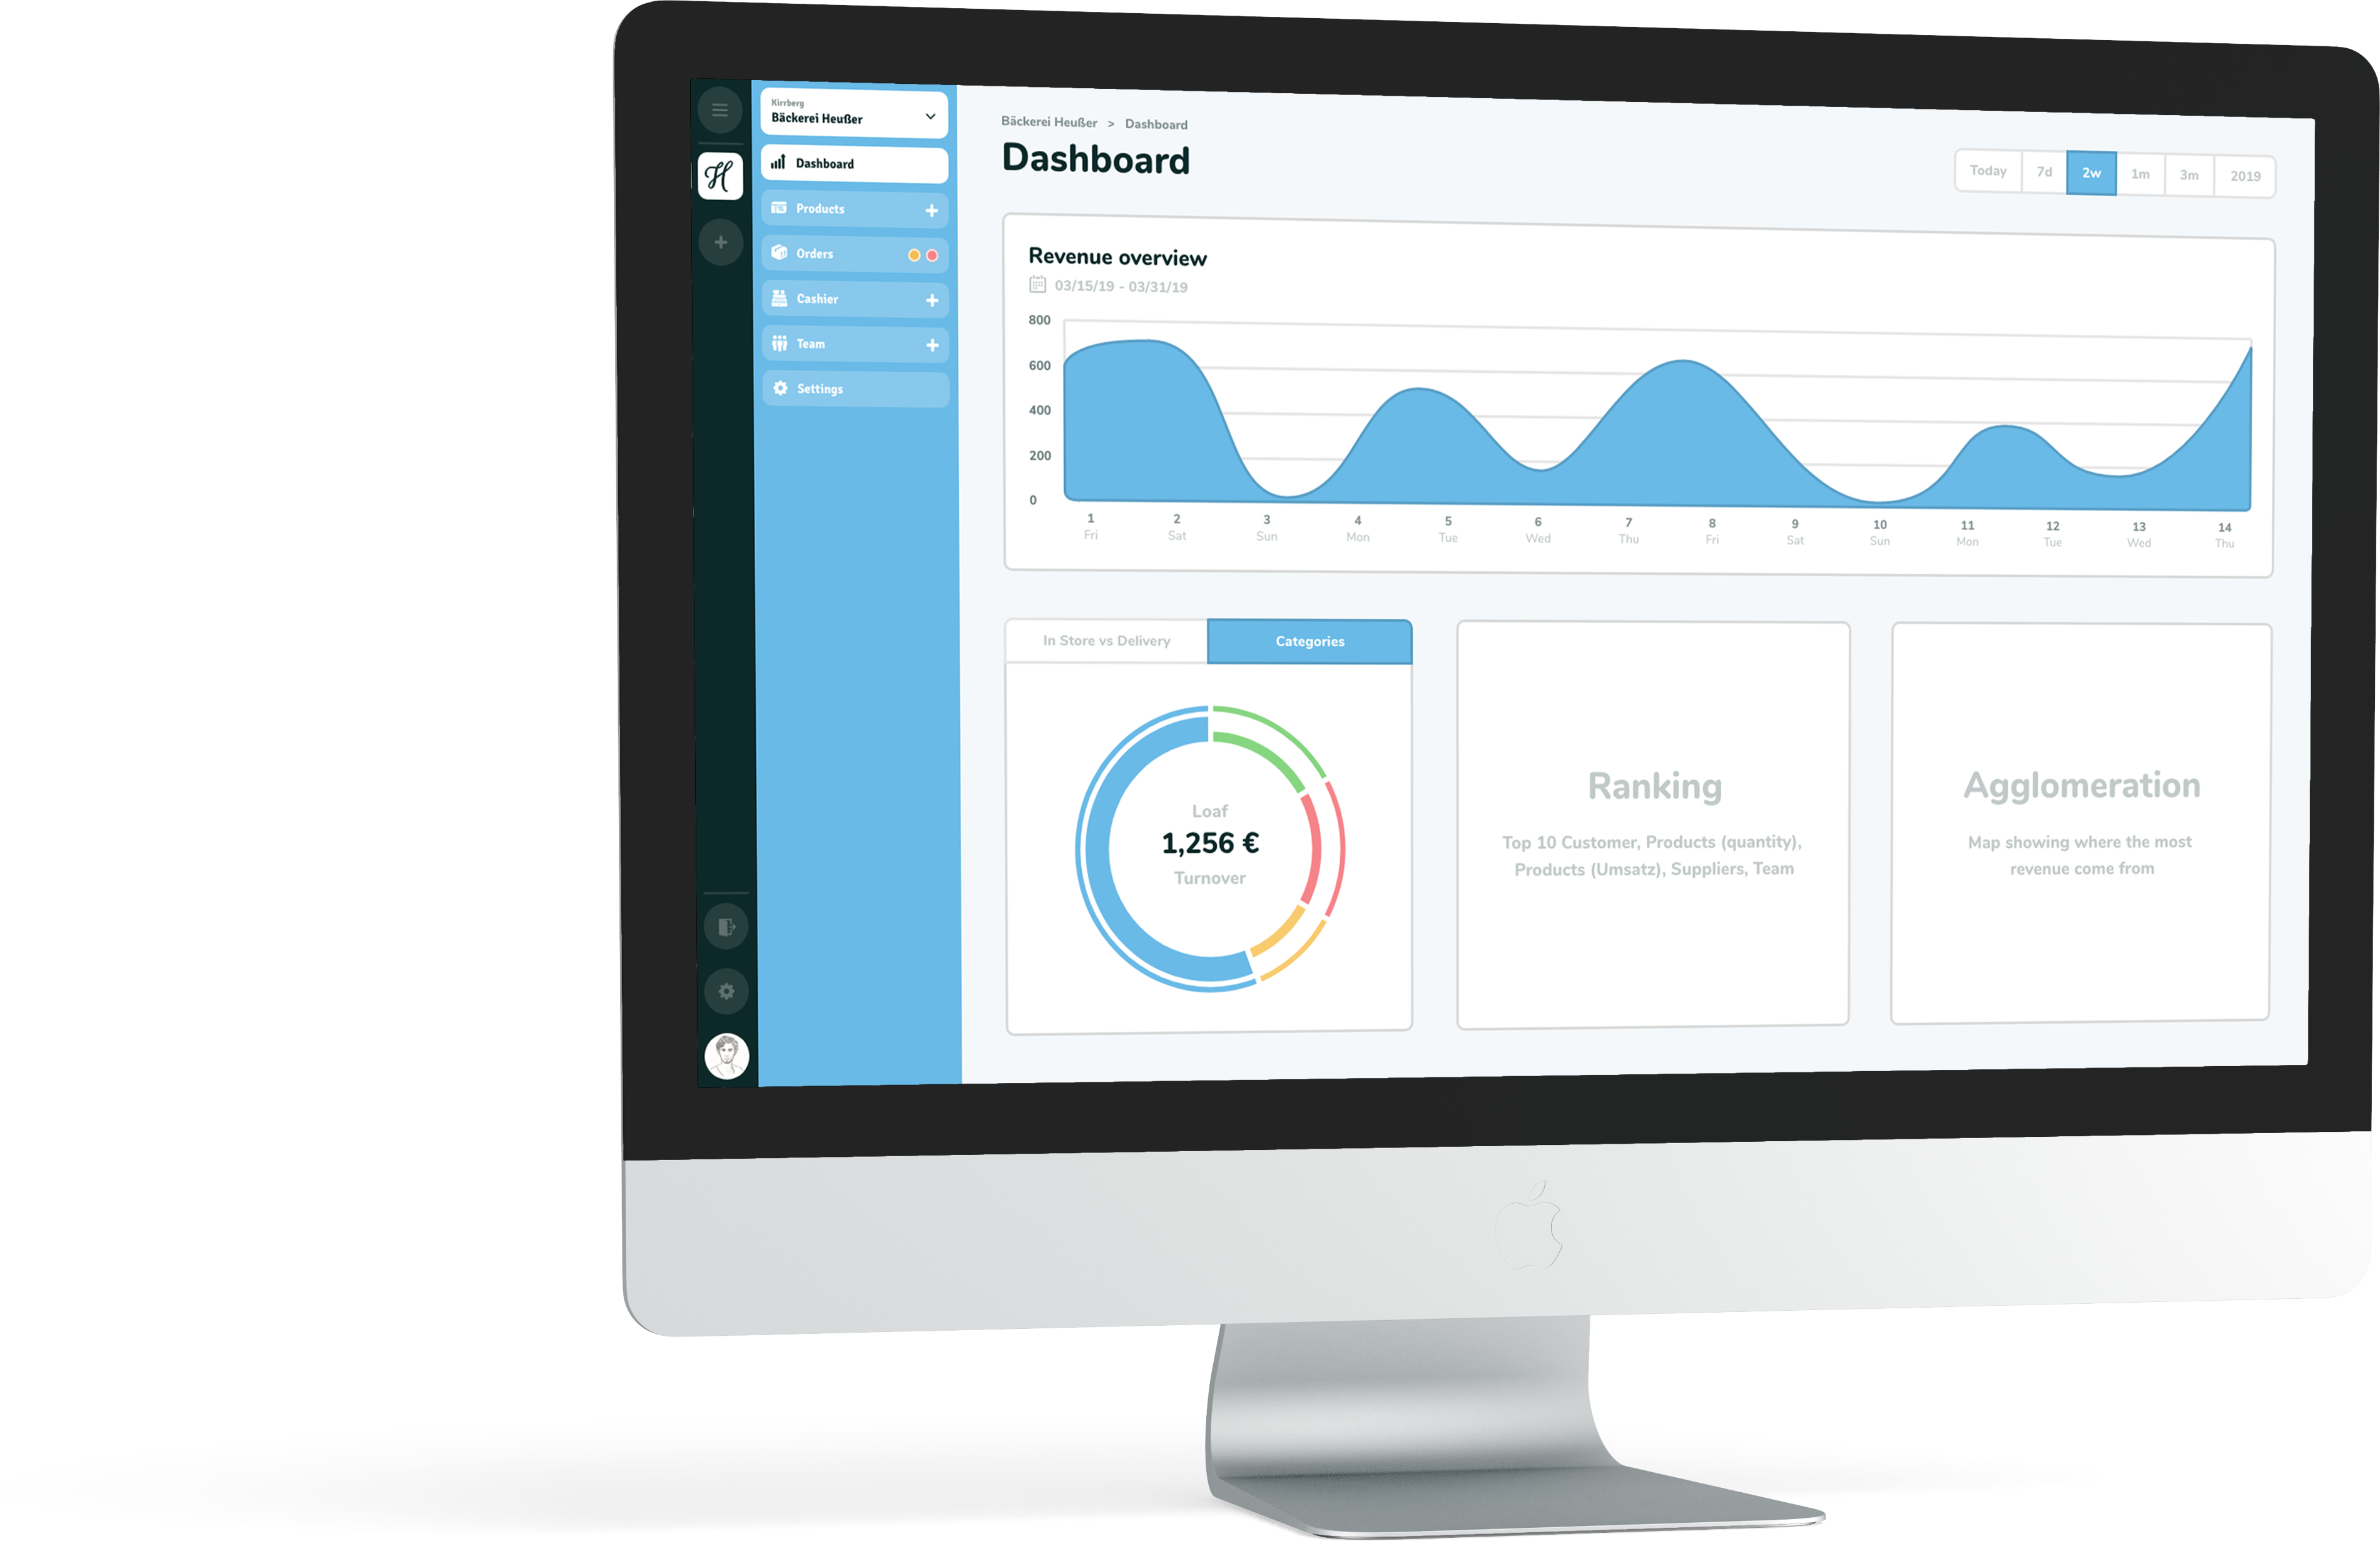 Kirrberg
Bäckerei Heußer
Dashboard
Products
Orders
Cashier
Team
Settings
Bäckerei Heußer > Dashboard
Dashboard
Today 7d 2w 1m 3m 2019
Revenue overview
03/15/19 - 03/31/19
800
600
400
200
0
1 2 3 4 5 6 7 8 9 10 11 12 13 14
Fri Sat Sun Mon Tue Wed Thu Fri Sat Sun Mon Tue Wed Thu
In Store vs Delivery Categories
Loaf
1,256 €
Turnover
Ranking
Top 10 Customer, Products (quantity),
Products (Umsatz), Suppliers, Team
Agglomeration
Map showing where the most
revenue come from
H